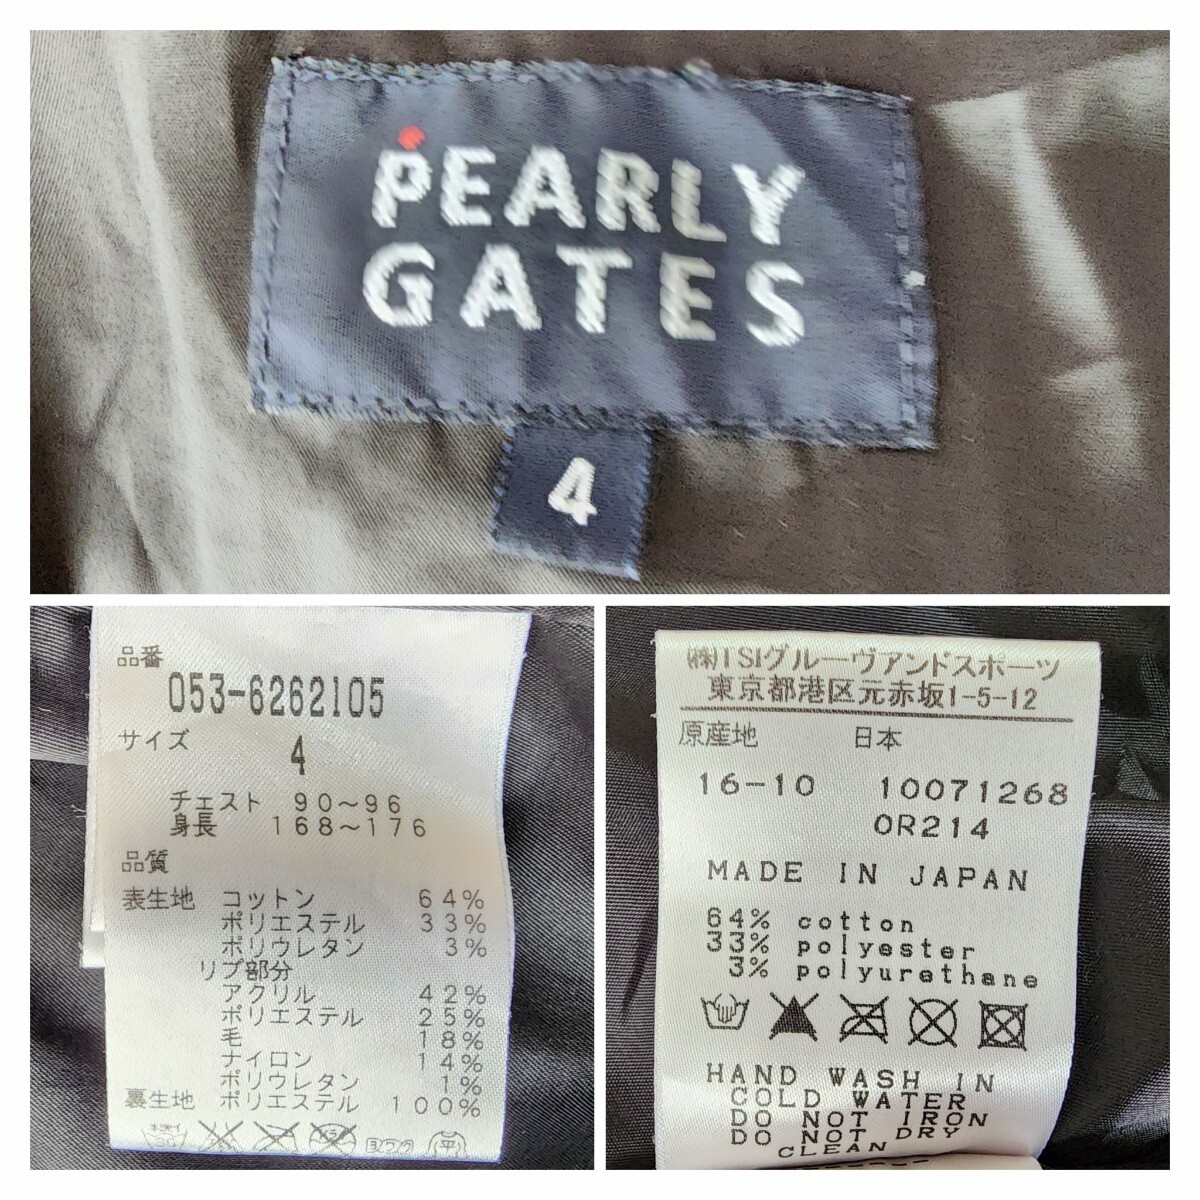 PEARLY
GATES
4
品番
053-6262105
サイズ
4
チェスト 90～96
身長 168～176
品質
表生地 コットン 64%
ポリエステル 33%
ポリウレタン 3%
リブ部分
アクリル 42%
ポリエステル 25%
毛 18%
ナイロン 14%
ポリウレタン 1%
裏生地 ポリエステル 100%
ヨワク 平
㈱TSIグルーヴアンドスポーツ
東京都港区元赤坂1-5-12
原産地 日本
16-10 10071268
0R214
MADE IN JAPAN
64% cotton
33% polyester
3% polyurethane
HAND WASH IN
COLD WATER
DO NOT IRON
DO NOT DRY
CLEAN